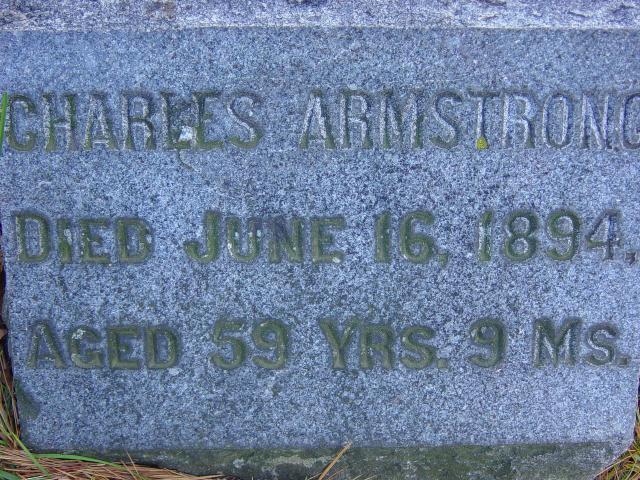 CHARLES ARMSTRONG
DIED JUNE 16, 1894.
AGED 59 YRS. 9 MS.